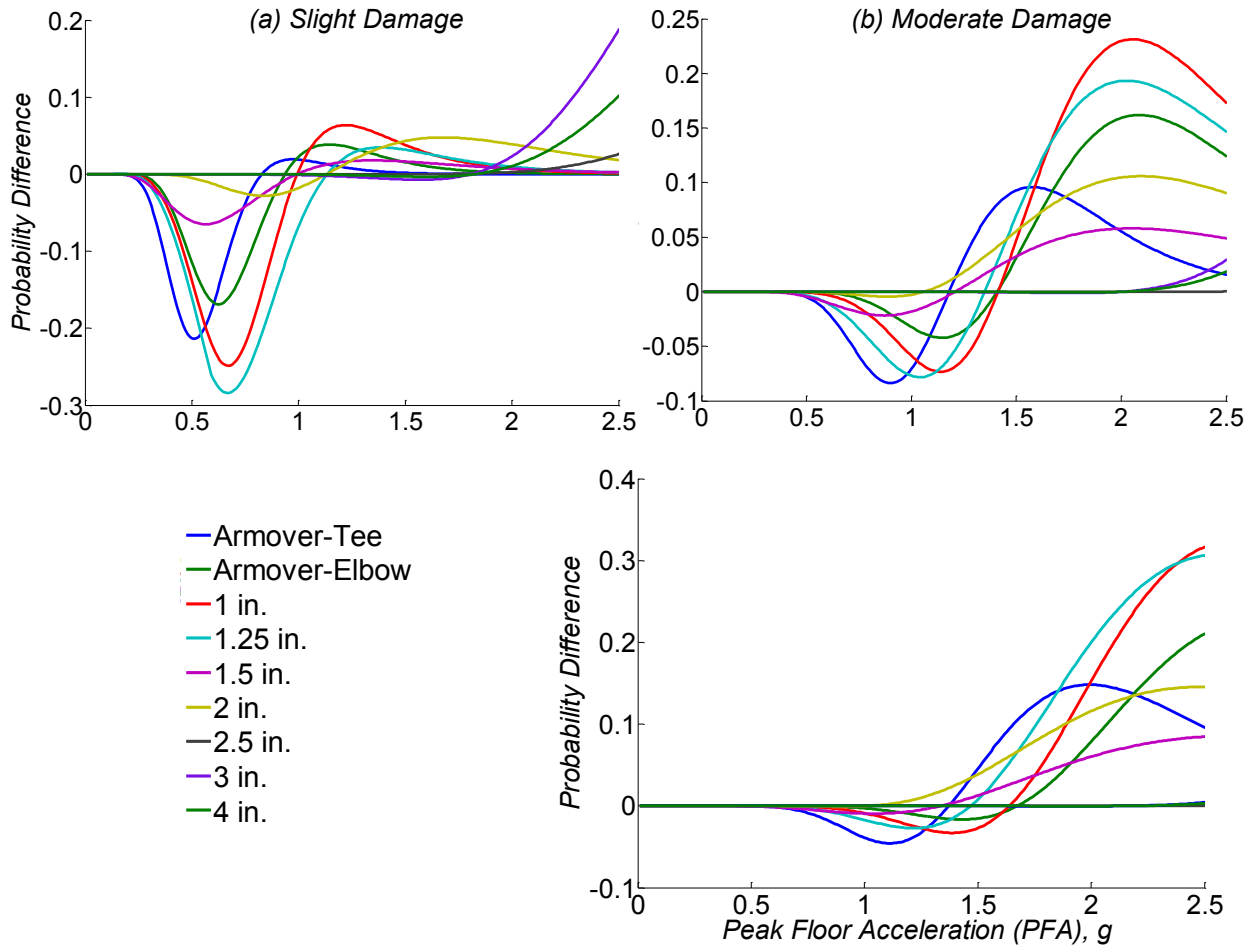 (a) Slight Damage
0.2
0.1
0
-0.1
-0.2
-0.3
Probability Difference
0 0.5 1 1.5 2 2.5
(b) Moderate Damage
0.25
0.2
0.15
0.1
0.05
0
-0.05
-0.1
0 0.5 1 1.5 2 2.5
Armover-Tee
Armover-Elbow
1 in.
1.25 in.
1.5 in.
2 in.
2.5 in.
3 in.
4 in.
0.4
0.3
0.2
0.1
0
-0.1
Probability Difference
0 0.5 1 1.5 2 2.5
Peak Floor Acceleration (PFA), g